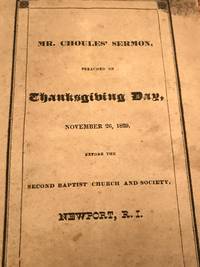 MR. CHOULES' SERMON,
PREACHED ON
Thanksgiving Day,
NOVEMBER 26, 1829,
BEFORE THE
SECOND BAPTIST CHURCH AND SOCIETY,
NEWPORT, R. I.